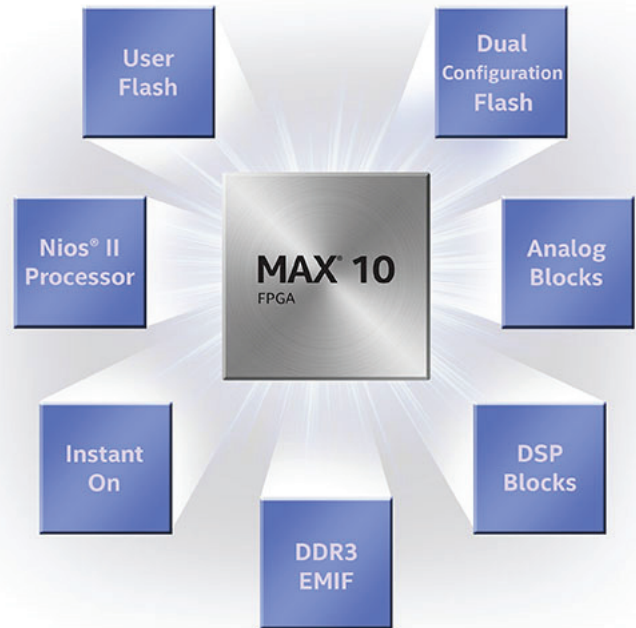 User
Flash
Dual
Configuration
Flash
Nios® II
Processor
MAX® 10
FPGA
Analog
Blocks
Instant
On
DSP
Blocks
DDR3
EMIF